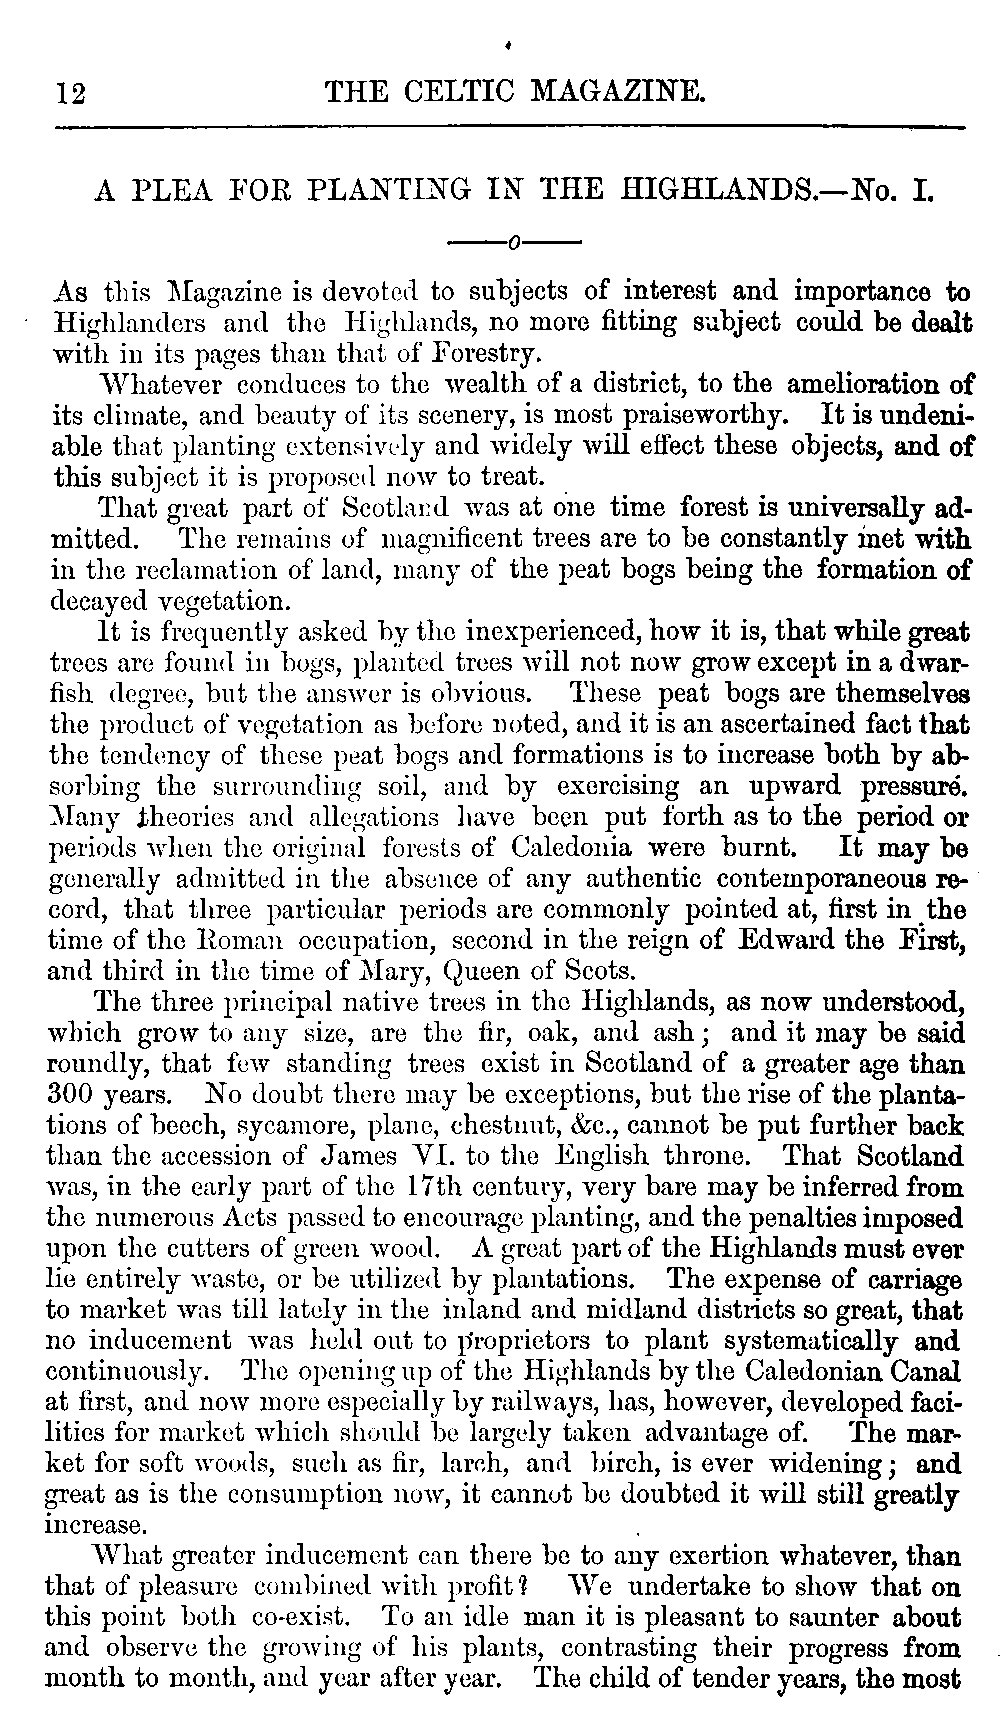 12 THE CELTIC MAGAZINE.
A PLEA FOR PLANTING IN THE HIGHLANDS.—No. I.
——o——
As this Magazine is devoted to subjects of interest and importance to
Highlanders and the Highlands, no more fitting subject could be dealt
with in its pages than that of Forestry.
Whatever conduces to the wealth of a district, to the amelioration of
its climate, and beauty of its scenery, is most praiseworthy. It is undeni-
able that planting extensively and widely will effect these objects, and of
this subject it is proposed now to treat.
That great part of Scotland was at one time forest is universally ad-
mitted. The remains of magnificent trees are to be constantly met with
in the reclamation of land, many of the peat bogs being the formation of
decayed vegetation.
It is frequently asked by the inexperienced, how it is, that while great
trees are found in bogs, planted trees will not now grow except in a dwar-
fish degree, but the answer is obvious. These peat bogs are themselves
the product of vegetation as before noted, and it is an ascertained fact that
the tendency of these peat bogs and formations is to increase both by ab-
sorbing the surrounding soil, and by exercising an upward pressure.
Many theories and allegations have been put forth as to the period or
periods when the original forests of Caledonia were burnt. It may be
generally admitted in the absence of any authentic contemporaneous re-
cord, that three particular periods are commonly pointed at, first in the
time of the Roman occupation, second in the reign of Edward the First,
and third in the time of Mary, Queen of Scots.
The three principal native trees in the Highlands, as now understood,
which grow to any size, are the fir, oak, and ash; and it may be said
roundly, that few standing trees exist in Scotland of a greater age than
300 years. No doubt there may be exceptions, but the rise of the planta-
tions of beech, sycamore, plane, chestnut, &c., cannot be put further back
than the accession of James VI. to the English throne. That Scotland
was, in the early part of the 17th century, very bare may be inferred from
the numerous Acts passed to encourage planting, and the penalties imposed
upon the cutters of green wood. A great part of the Highlands must ever
lie entirely waste, or be utilized by plantations. The expense of carriage
to market was till lately in the inland and midland districts so great, that
no inducement was held out to proprietors to plant systematically and
continuously. The opening up of the Highlands by the Caledonian Canal
at first, and now more especially by railways, has, however, developed faci-
lities for market which should be largely taken advantage of. The mar-
ket for soft woods, such as fir, larch, and birch, is ever widening; and
great as is the consumption now, it cannot be doubted it will still greatly
increase.
What greater inducement can there be to any exertion whatever, than
that of pleasure combined with profit? We undertake to show that on
this point both co-exist. To an idle man it is pleasant to saunter about
and observe the growing of his plants, contrasting their progress from
month to month, and year after year. The child of tender years, the most